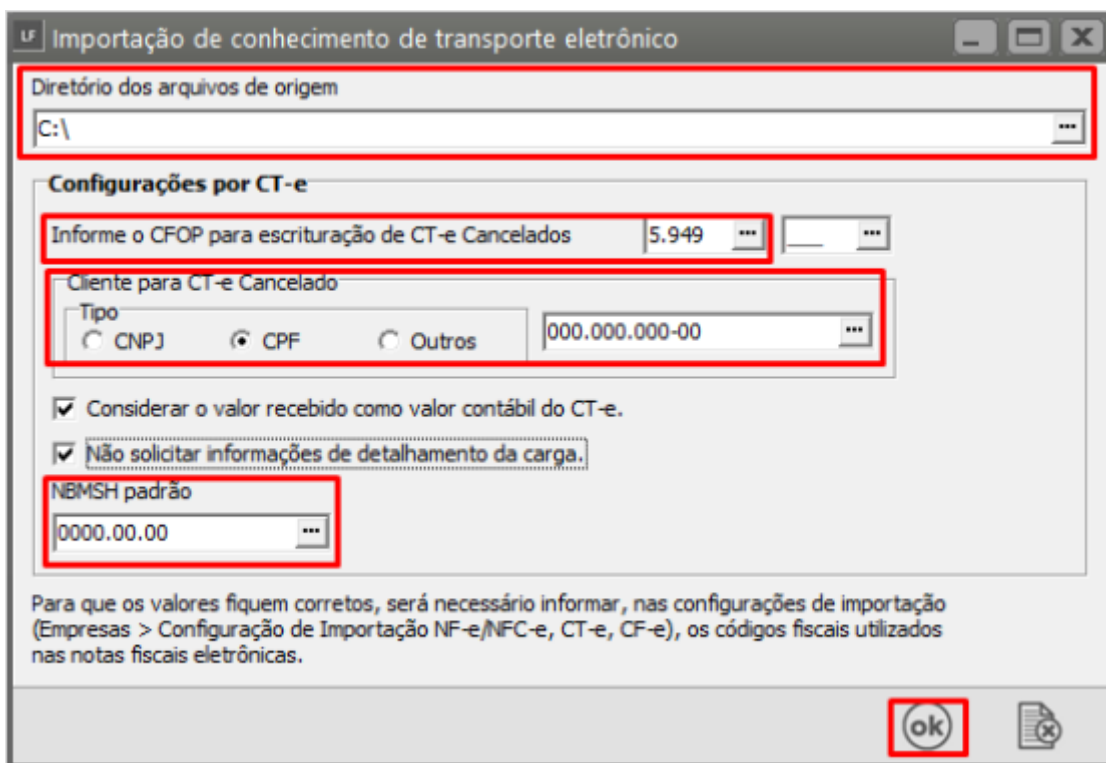 LF Importação de conhecimento de transporte eletrônico
Diretório dos arquivos de origem
C:\ ...
Configurações por CT-e
Informe o CFOP para escrituração de CT-e Cancelados 5.949 ... ___ ...
Cliente para CT-e Cancelado
Tipo
CNPJ CPF Outros 000.000.000-00 ...
Considerar o valor recebido como valor contábil do CT-e.
Não solicitar informações de detalhamento da carga.
NBMSH padrão
0000.00.00 ...
Para que os valores fiquem corretos, será necessário informar, nas configurações de importação
(Empresas > Configuração de Importação NF-e/NFC-e, CT-e, CF-e), os códigos fiscais utilizados
nas notas fiscais eletrônicas.
ok